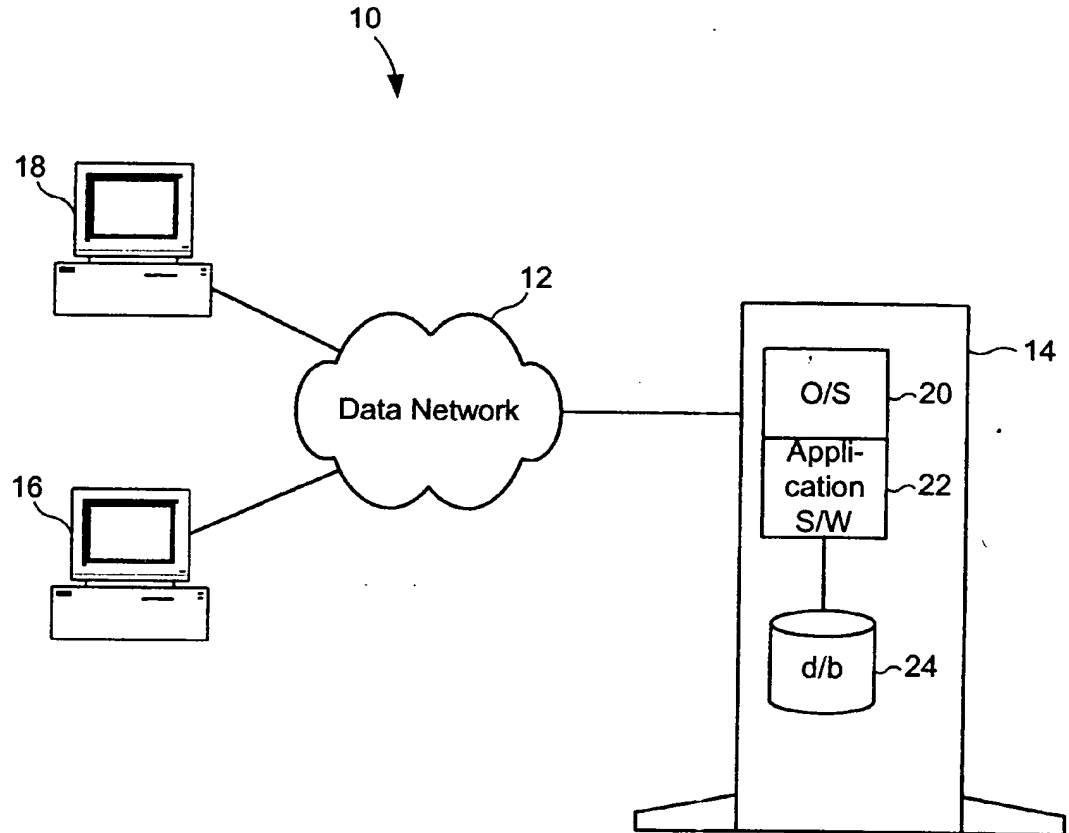 10
18
12
Data Network
14
O/S
20
Appli-
cation
S/W
22
16
d/b
24